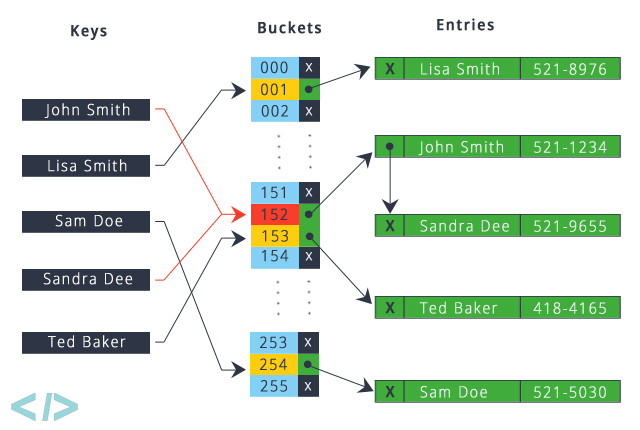 Keys
Buckets
Entries
John Smith
Lisa Smith
Sam Doe
Sandra Dee
Ted Baker
000 X
001
002 X
151 X
152
153
154 X
253 X
254
255 X
X Lisa Smith 521-8976
John Smith 521-1234
X Sandra Dee 521-9655
X Ted Baker 418-4165
X Sam Doe 521-5030
</>